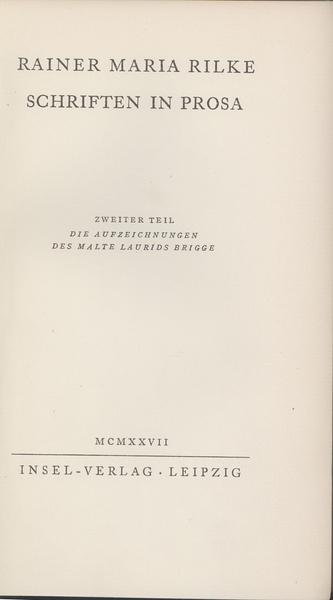 RAINER MARIA RILKE
SCHRIFTEN IN PROSA
ZWEITER TEIL
DIE AUFZEICHNUNGEN
DES MALTE LAURIDS BRIGGE
MCMXXVII
INSEL-VERLAG · LEIPZIG